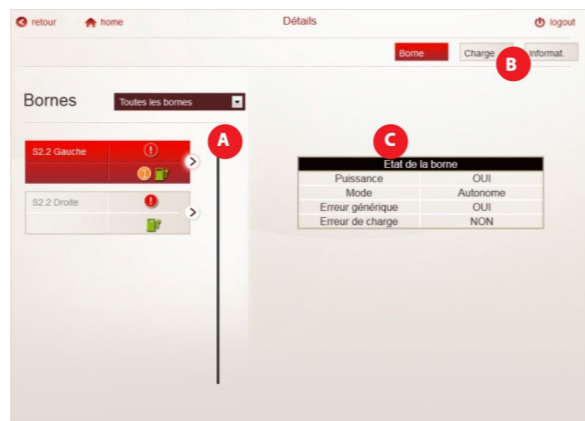 retour
home
Détails
logout
Borne
Charge
Informat.
B
Bornes
Toutes les bornes
A
C
S2.2 Gauche
S2.2 Droite
Etat de la borne
Puissance OUI
Mode Autonome
Erreur générique OUI
Erreur de charge NON